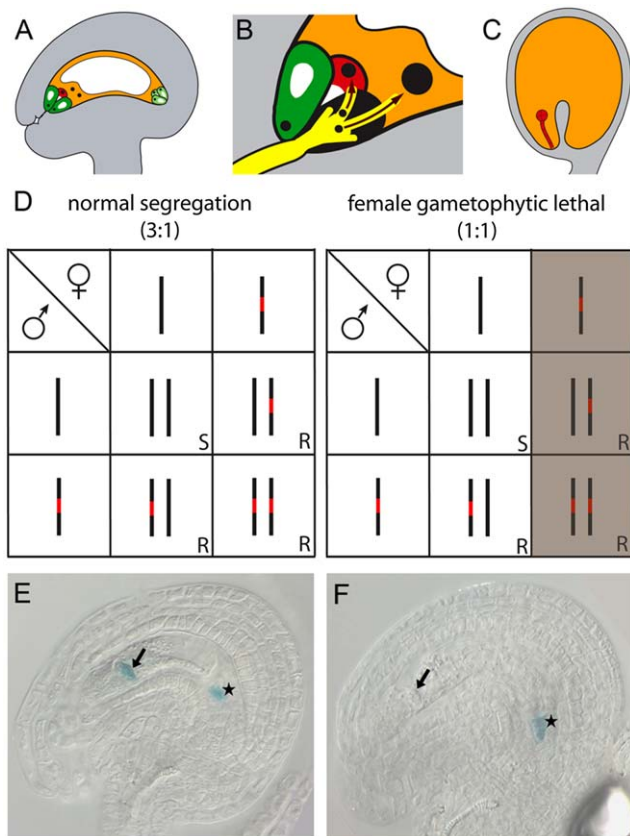 A
B
C
D
normal segregation
(3:1)
female gametophytic lethal
(1:1)
♀
♂
♀
♂
S
R
S
R
R
R
R
R
E
F